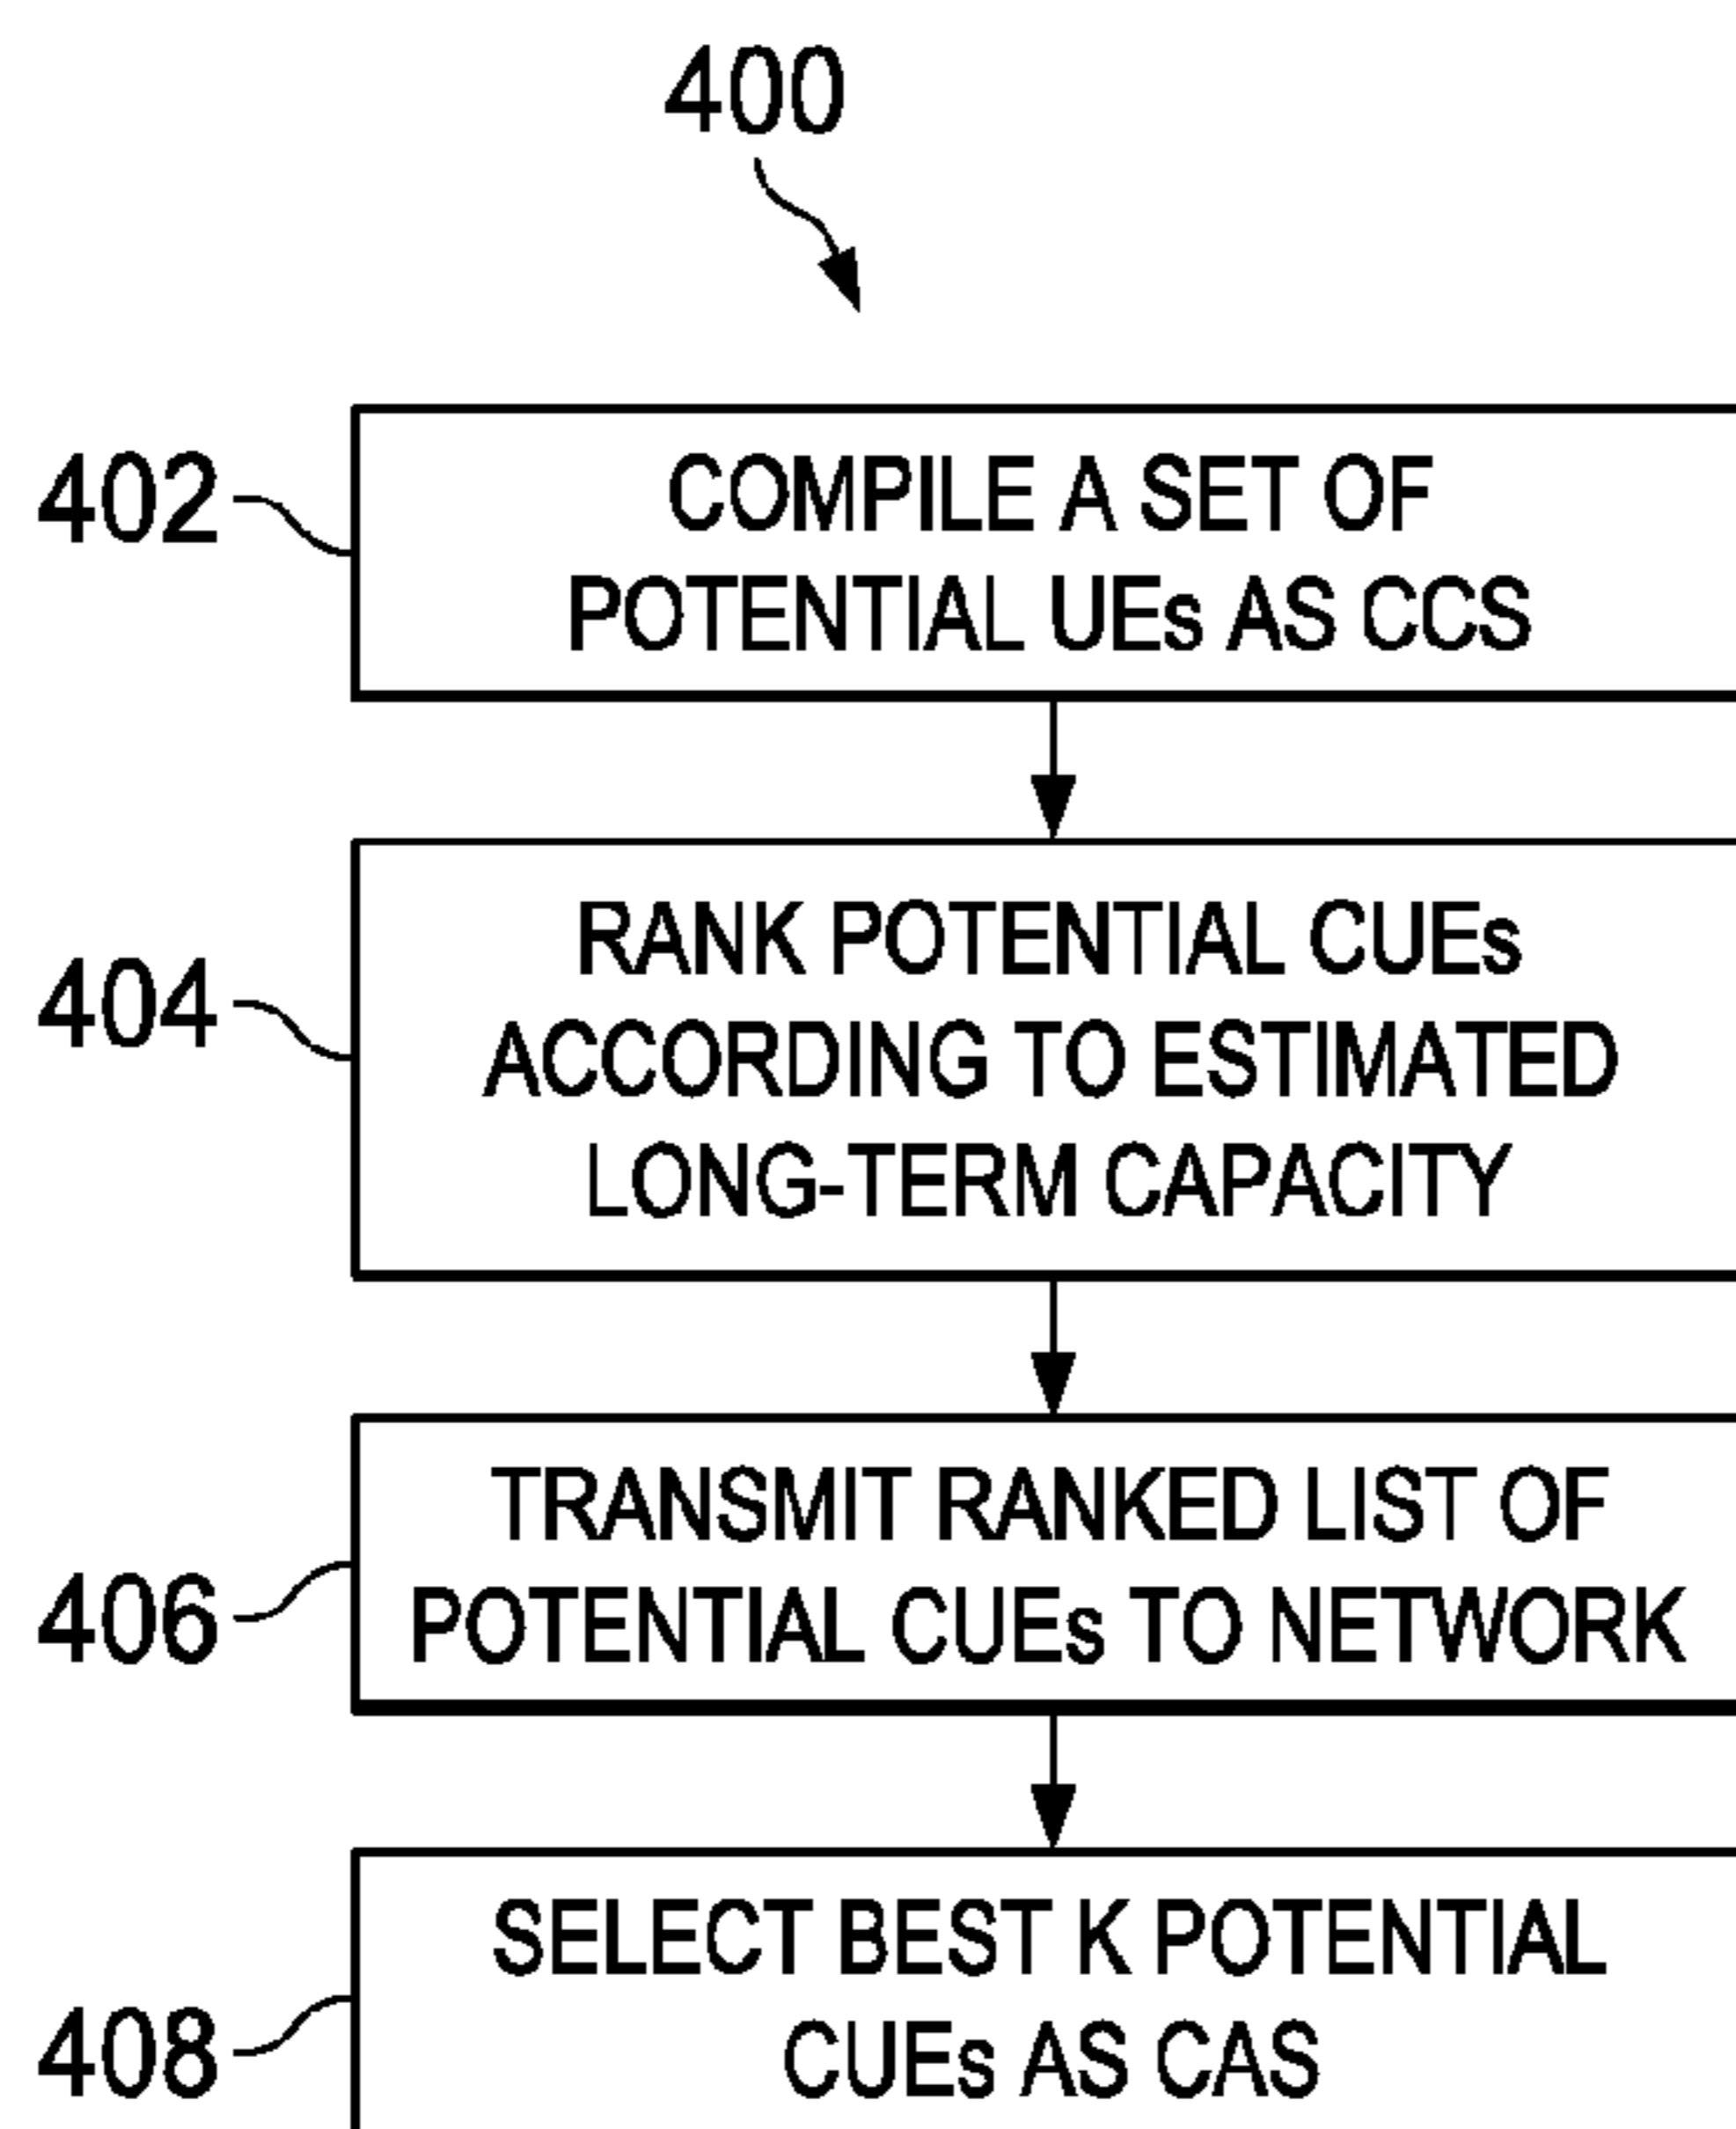 400
402
COMPILE A SET OF
POTENTIAL UEs AS CCS
404
RANK POTENTIAL CUEs
ACCORDING TO ESTIMATED
LONG-TERM CAPACITY
406
TRANSMIT RANKED LIST OF
POTENTIAL CUEs TO NETWORK
408
SELECT BEST K POTENTIAL
CUEs AS CAS